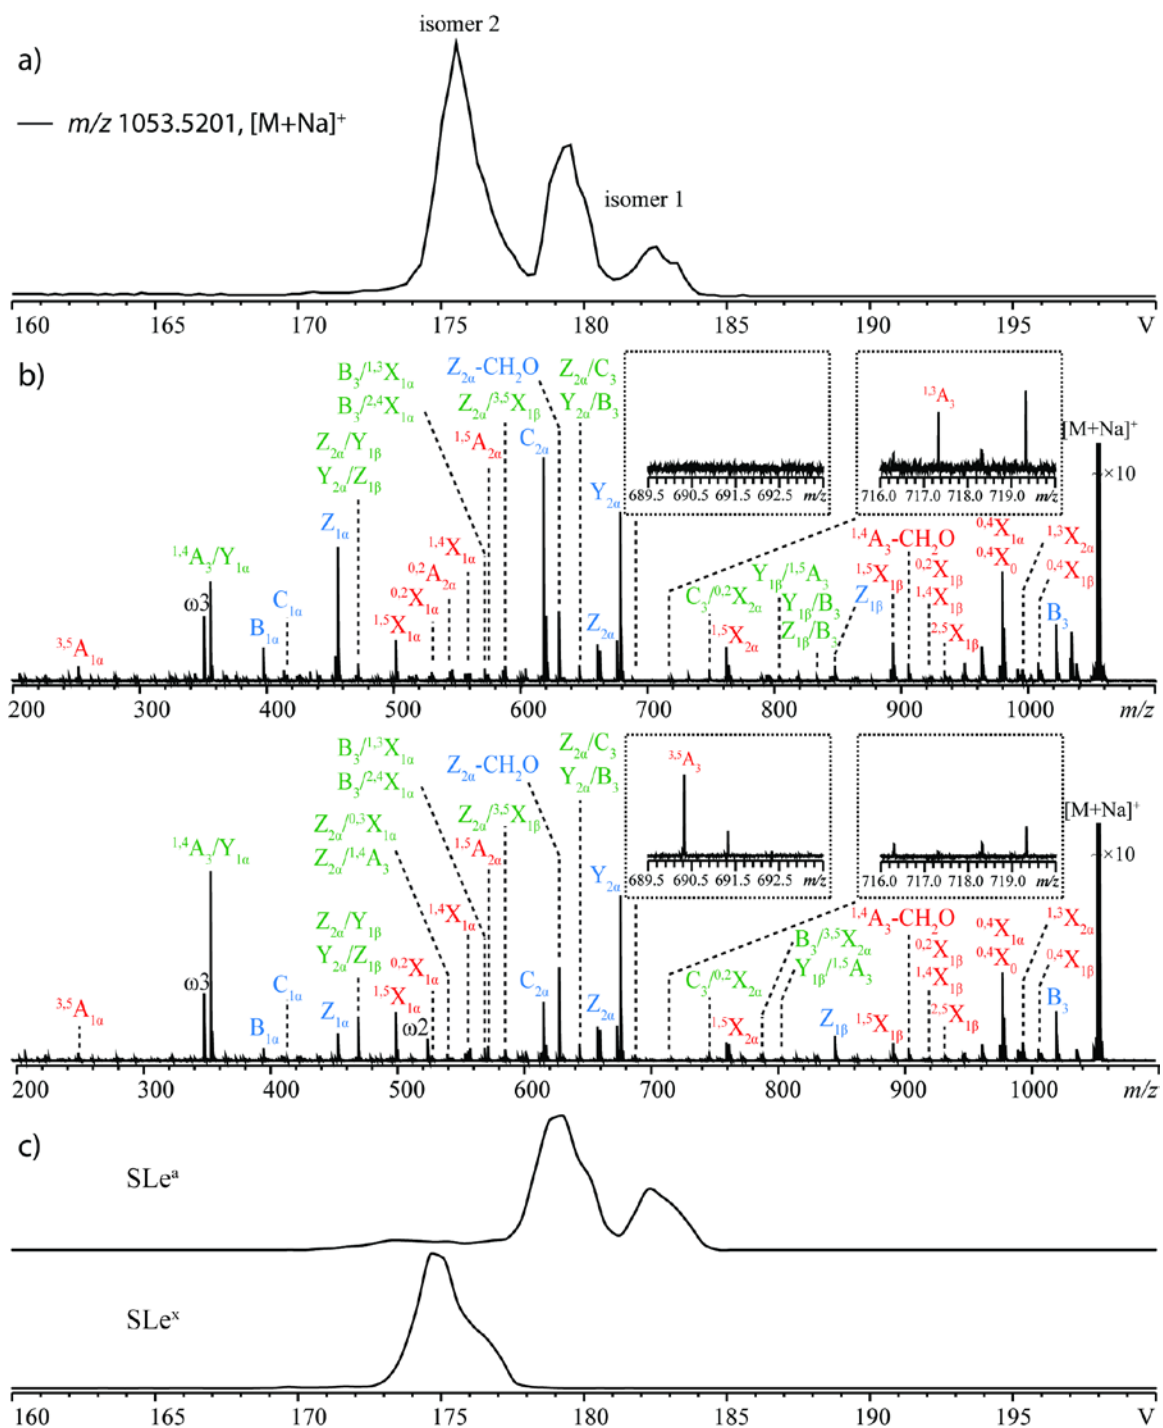 a)
isomer 2
— m/z 1053.5201, [M+Na]⁺
isomer 1
160 165 170 175 180 185 190 195 V
b)
B₃/¹,³X₁α
B₃/²,⁴X₁α
Z₂α-CH₂O
Z₂α/³,⁵X₁β
Z₂α/C₃
Y₂α/B₃
Z₂α/Y₁β
Y₂α/Z₁β
¹,⁵A₂α
C₂α
Y₂α
689.5 690.5 691.5 692.5 m/z
¹,³A₃
716.0 717.0 718.0 719.0 m/z
[M+Na]⁺
×10
¹,⁴A₃/Y₁α
ω3
Z₁α
¹,⁴X₁α
⁰,²A₂α
⁰,²X₁α
¹,⁵X₁α
C₁α
B₁α
³,⁵A₁α
Z₂α
C₃/⁰,²X₂α
¹,⁵X₂α
Y₁β/¹,⁵A₃
Y₁β/B₃
Z₁β/B₃
Z₁β
¹,⁴A₃-CH₂O
¹,⁵X₁β
⁰,²X₁β
¹,⁴X₁β
²,⁵X₁β
⁰,⁴X₁α
⁰,⁴X₀
¹,³X₂α
⁰,⁴X₁β
B₃
200 300 400 500 600 700 800 900 1000 m/z
B₃/¹,³X₁α
B₃/²,⁴X₁α
Z₂α-CH₂O
Z₂α/C₃
Y₂α/B₃
Z₂α/⁰,³X₁α
Z₂α/¹,⁴A₃
Z₂α/³,⁵X₁β
¹,⁵A₂α
Y₂α
³,⁵A₃
689.5 690.5 691.5 692.5 m/z
716.0 717.0 718.0 719.0 m/z
[M+Na]⁺
×10
¹,⁴A₃/Y₁α
ω3
Z₂α/Y₁β
Y₂α/Z₁β
¹,⁴X₁α
⁰,²X₁α
¹,⁵X₁α
ω2
C₁α
B₁α
Z₁α
³,⁵A₁α
C₂α
Z₂α
C₃/⁰,²X₂α
¹,⁵X₂α
B₃/³,⁵X₂α
Y₁β/¹,⁵A₃
Z₁β
¹,⁵X₁β
¹,⁴A₃-CH₂O
⁰,²X₁β
¹,⁴X₁β
²,⁵X₁β
⁰,⁴X₁α
⁰,⁴X₀
¹,³X₂α
⁰,⁴X₁β
B₃
200 300 400 500 600 700 800 900 1000 m/z
c)
SLeᵃ
SLeˣ
160 165 170 175 180 185 190 195 V